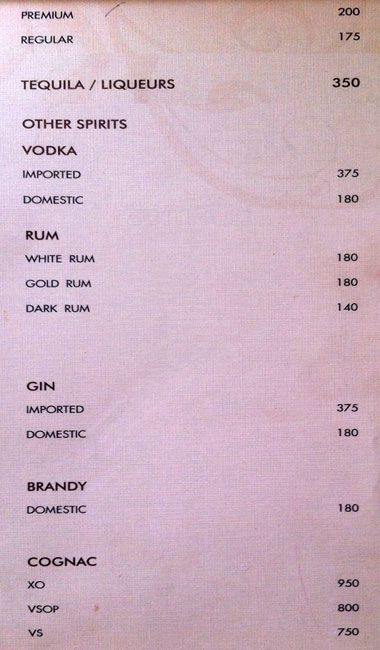 PREMIUM 200
REGULAR 175
TEQUILA / LIQUEURS 350
OTHER SPIRITS
VODKA
IMPORTED 375
DOMESTIC 180
RUM
WHITE RUM 180
GOLD RUM 180
DARK RUM 140
GIN
IMPORTED 375
DOMESTIC 180
BRANDY
DOMESTIC 180
COGNAC
XO 950
VSOP 800
VS 750